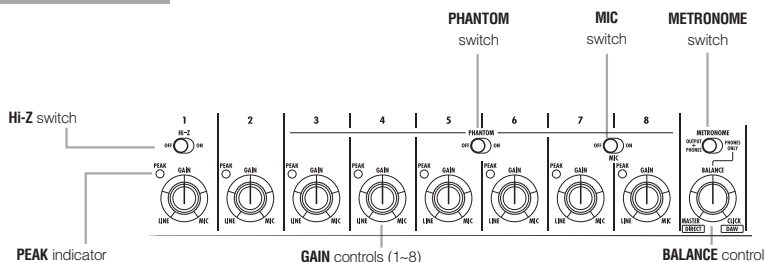 PHANTOM
switch
MIC
switch
METRONOME
switch
Hi-Z switch
1 2 3 4 5 6 7 8
Hi-Z
OFF ON
PHANTOM
OFF ON
OFF ON
MIC
METRONOME
OUTPUT + PHONES
PHONES ONLY
PEAK GAIN PEAK GAIN PEAK GAIN PEAK GAIN PEAK GAIN PEAK GAIN PEAK GAIN PEAK GAIN BALANCE
LINE MIC LINE MIC LINE MIC LINE MIC LINE MIC LINE MIC LINE MIC LINE MIC MASTER CLICK
DIRECT DAW
PEAK indicator
GAIN controls (1~8)
BALANCE control